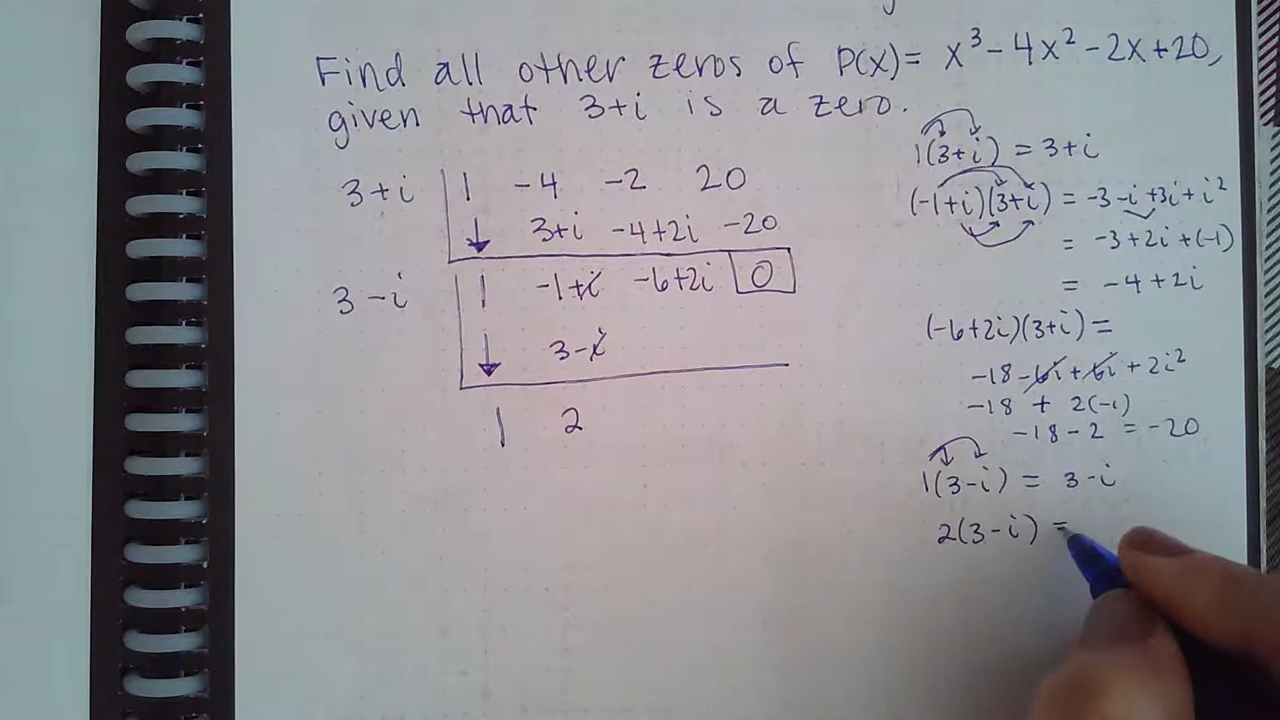 Find all other zeros of P(x) = x³ - 4x² - 2x + 20,
given that 3+i is a zero.
3+i | 1 -4 -2 20
↓ 3+i -4+2i -20
3-i | 1 -1+i -6+2i 0
↓ 3-i
1 2
1(3+i) = 3+i
(-1+i)(3+i) = -3-i+3i+i²
= -3+2i+(-1)
= -4+2i
(-6+2i)(3+i) =
-18-6i+6i+2i²
-18 + 2(-1)
-18-2 = -20
1(3-i) = 3-i
2(3-i) =